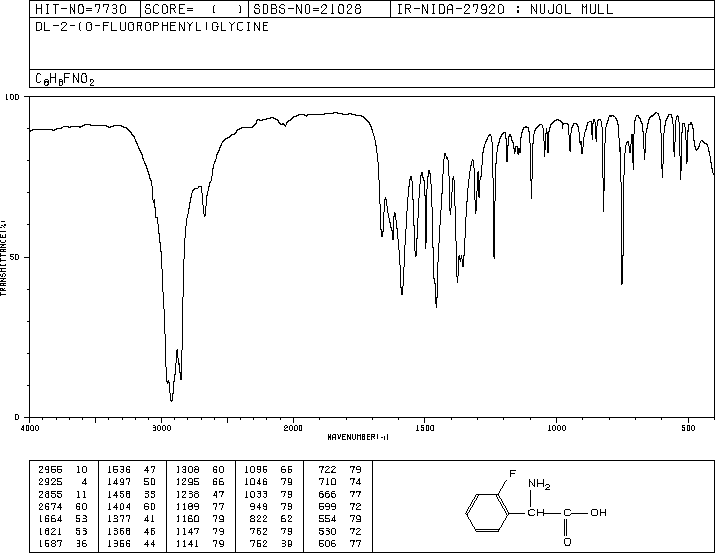 HIT-NO=7730 SCORE= ( ) SDBS-NO=21028 IR-NIDA-27920 : NUJOL MULL
DL-2-(O-FLUOROPHENYL)GLYCINE
C8H8FNO2
100
50
0
TRANSMITTANCE(%)
4000 3000 2000 1500 1000 500
WAVENUMBER(-1)
10 1536 47 1308 60 1096 66 722 79
2925 4 1497 50 1295 66 1046 79 710 74
2855 11 1458 1238 47 1033 79 666 77
2674 60 1404 60 1189 77 949 79 599 72
1664 53 1377 41 1160 79 822 62 554 79
1621 53 1368 46 1147 79 762 79 530 72
1587 36 1366 44 1141 79 752 39 506 77
F
NH2
CH C OH
O